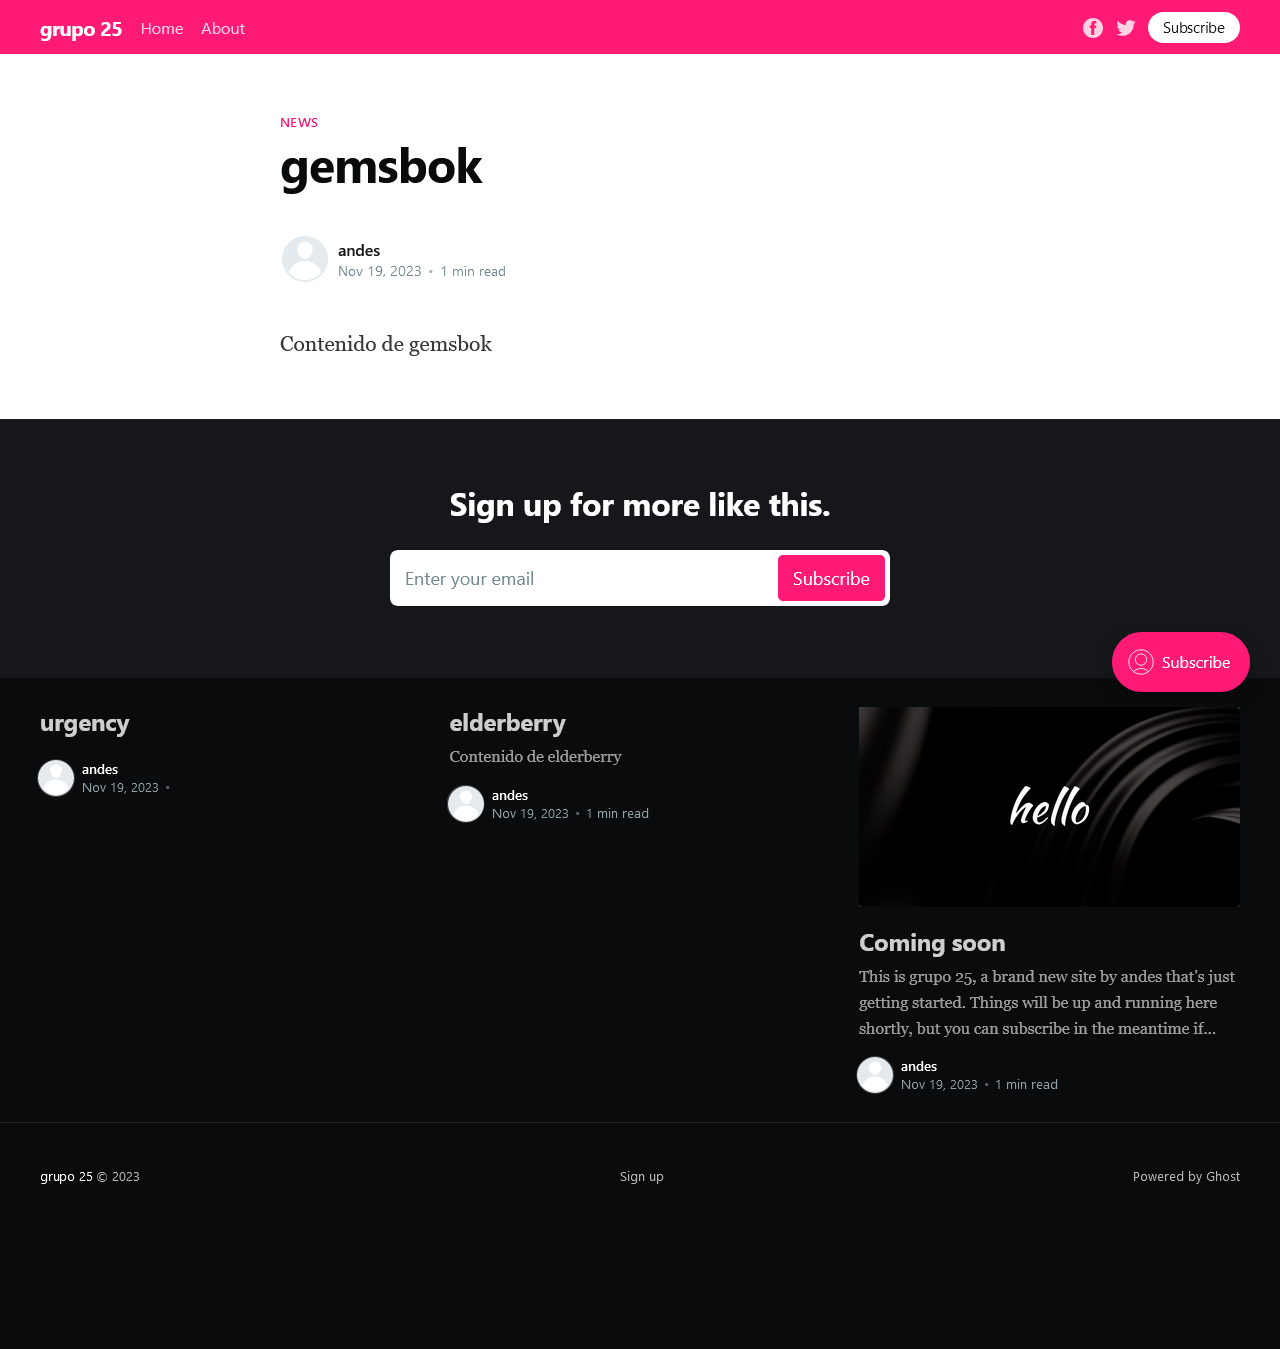 grupo 25 Home About Subscribe
NEWS
gemsbok
andes
Nov 19, 2023 • 1 min read
Contenido de gemsbok
Sign up for more like this.
Enter your email Subscribe
Subscribe
urgency
andes
Nov 19, 2023 •
elderberry
Contenido de elderberry
andes
Nov 19, 2023 • 1 min read
hello
Coming soon
This is grupo 25, a brand new site by andes that's just
getting started. Things will be up and running here
shortly, but you can subscribe in the meantime if...
andes
Nov 19, 2023 • 1 min read
grupo 25 © 2023 Sign up Powered by Ghost